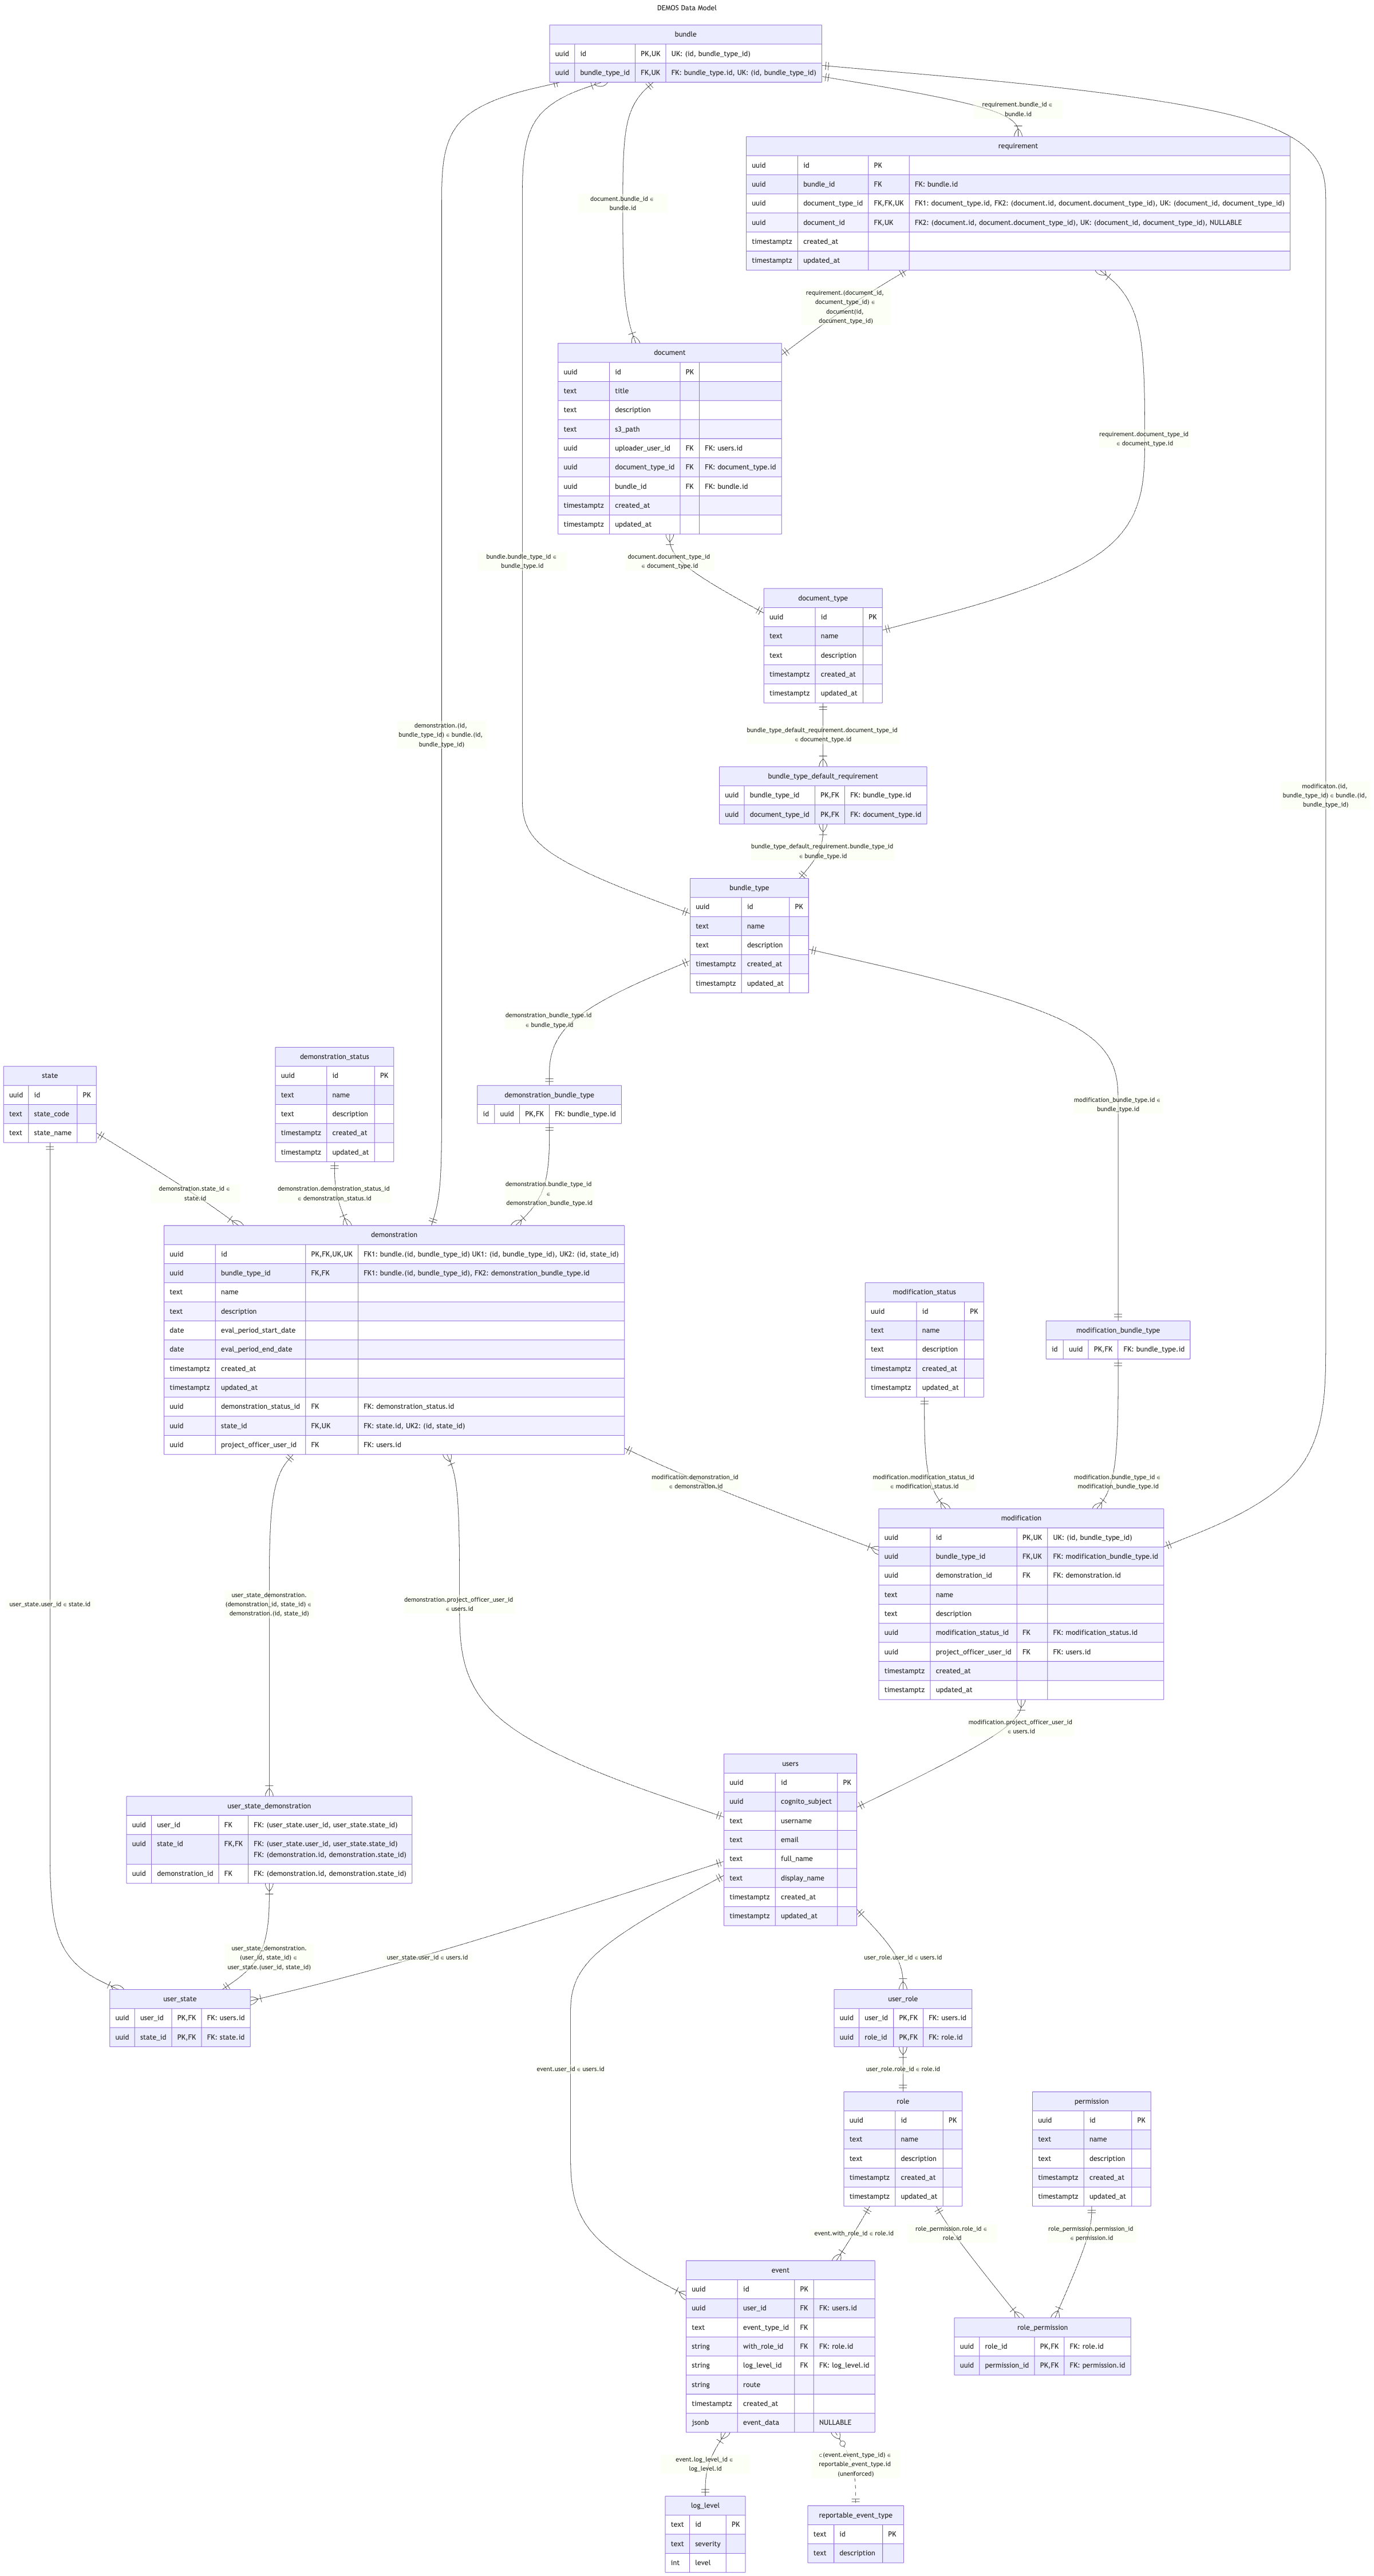 DEMOS Data Model
bundle
uuid id PK,UK UK: (id, bundle_type_id)
uuid bundle_type_id FK,UK FK: bundle_type.id, UK: (id, bundle_type_id)
requirement.bundle_id ∈
bundle.id
requirement
uuid id PK
uuid bundle_id FK FK: bundle.id
uuid document_type_id FK,FK,UK FK1: document_type.id, FK2: (document.id, document.document_type_id), UK: (document_id, document_type_id)
uuid document_id FK,UK FK2: (document.id, document.document_type_id), UK: (document_id, document_type_id), NULLABLE
timestamptz created_at
timestamptz updated_at
document.bundle_id ∈
bundle.id
requirement.(document_id,
document_type_id) ∈
document(id,
document_type_id)
document
uuid id PK
text title
text description
text s3_path
uuid uploader_user_id FK FK: users.id
uuid document_type_id FK FK: document_type.id
uuid bundle_id FK FK: bundle.id
timestamptz created_at
timestamptz updated_at
requirement.document_type_id
∈ document_type.id
bundle.bundle_type_id ∈
bundle_type.id
document.document_type_id
∈ document_type.id
document_type
uuid id PK
text name
text description
timestamptz created_at
timestamptz updated_at
demonstration.(id,
bundle_type_id) ∈ bundle.(id,
bundle_type_id)
bundle_type_default_requirement.document_type_id
∈ document_type.id
bundle_type_default_requirement
uuid bundle_type_id PK,FK FK: bundle_type.id
uuid document_type_id PK,FK FK: document_type.id
modificaton.(id,
bundle_type_id) ∈ bundle.(id,
bundle_type_id)
bundle_type_default_requirement.bundle_type_id
∈ bundle_type.id
bundle_type
uuid id PK
text name
text description
timestamptz created_at
timestamptz updated_at
demonstration_bundle_type.id
∈ bundle_type.id
state
uuid id PK
text state_code
text state_name
demonstration_status
uuid id PK
text name
text description
timestamptz created_at
timestamptz updated_at
demonstration_bundle_type
id uuid PK,FK FK: bundle_type.id
modification_bundle_type.id ∈
bundle_type.id
demonstration.state_id ∈
state.id
demonstration.demonstration_status_id
∈ demonstration_status.id
demonstration.bundle_type_id
∈
demonstration_bundle_type.id
demonstration
uuid id PK,FK,UK,UK FK1: bundle.(id, bundle_type_id) UK1: (id, bundle_type_id), UK2: (id, state_id)
uuid bundle_type_id FK,FK FK1: bundle.(id, bundle_type_id), FK2: demonstration_bundle_type.id
text name
text description
date eval_period_start_date
date eval_period_end_date
timestamptz created_at
timestamptz updated_at
uuid demonstration_status_id FK FK: demonstration_status.id
uuid state_id FK,UK FK: state.id, UK2: (id, state_id)
uuid project_officer_user_id FK FK: users.id
modification_status
uuid id PK
text name
text description
timestamptz created_at
timestamptz updated_at
modification_bundle_type
id uuid PK,FK FK: bundle_type.id
modification.demonstration_id
∈ demonstration.id
modification.modification_status_id
∈ modification_status.id
modification.bundle_type_id ∈
modification_bundle_type.id
modification
uuid id PK,UK UK: (id, bundle_type_id)
uuid bundle_type_id FK,UK FK: modification_bundle_type.id
uuid demonstration_id FK FK: demonstration.id
text name
text description
uuid modification_status_id FK FK: modification_status.id
uuid project_officer_user_id FK FK: users.id
timestamptz created_at
timestamptz updated_at
user_state.user_id ∈ state.id
user_state_demonstration.
(demonstration_id, state_id) ∈
demonstration.(id, state_id)
demonstration.project_officer_user_id
∈ users.id
modification.project_officer_user_id
∈ users.id
users
uuid id PK
uuid cognito_subject
text username
text email
text full_name
text display_name
timestamptz created_at
timestamptz updated_at
user_state_demonstration
uuid user_id FK FK: (user_state.user_id, user_state.state_id)
uuid state_id FK,FK FK: (user_state.user_id, user_state.state_id)
FK: (demonstration.id, demonstration.state_id)
uuid demonstration_id FK FK: (demonstration.id, demonstration.state_id)
user_state_demonstration.
(user_id, state_id) ∈
user_state.(user_id, state_id)
user_state.user_id ∈ users.id
user_role.user_id ∈ users.id
user_state
uuid user_id PK,FK FK: users.id
uuid state_id PK,FK FK: state.id
user_role
uuid user_id PK,FK FK: users.id
uuid role_id PK,FK FK: role.id
event.user_id ∈ users.id
user_role.role_id ∈ role.id
role
uuid id PK
text name
text description
timestamptz created_at
timestamptz updated_at
permission
uuid id PK
text name
text description
timestamptz created_at
timestamptz updated_at
event.with_role_id ∈ role.id
role_permission.role_id ∈
role.id
role_permission.permission_id
∈ permission.id
event
uuid id PK
uuid user_id FK FK: users.id
text event_type_id FK
string with_role_id FK FK: role.id
string log_level_id FK FK: log_level.id
string route
timestamptz created_at
jsonb event_data NULLABLE
role_permission
uuid role_id PK,FK FK: role.id
uuid permission_id PK,FK FK: permission.id
event.log_level_id ∈
log_level.id
⊂(event.event_type_id) ∈
reportable_event_type.id
(unenforced)
log_level
text id PK
text severity
int level
reportable_event_type
text id PK
text description